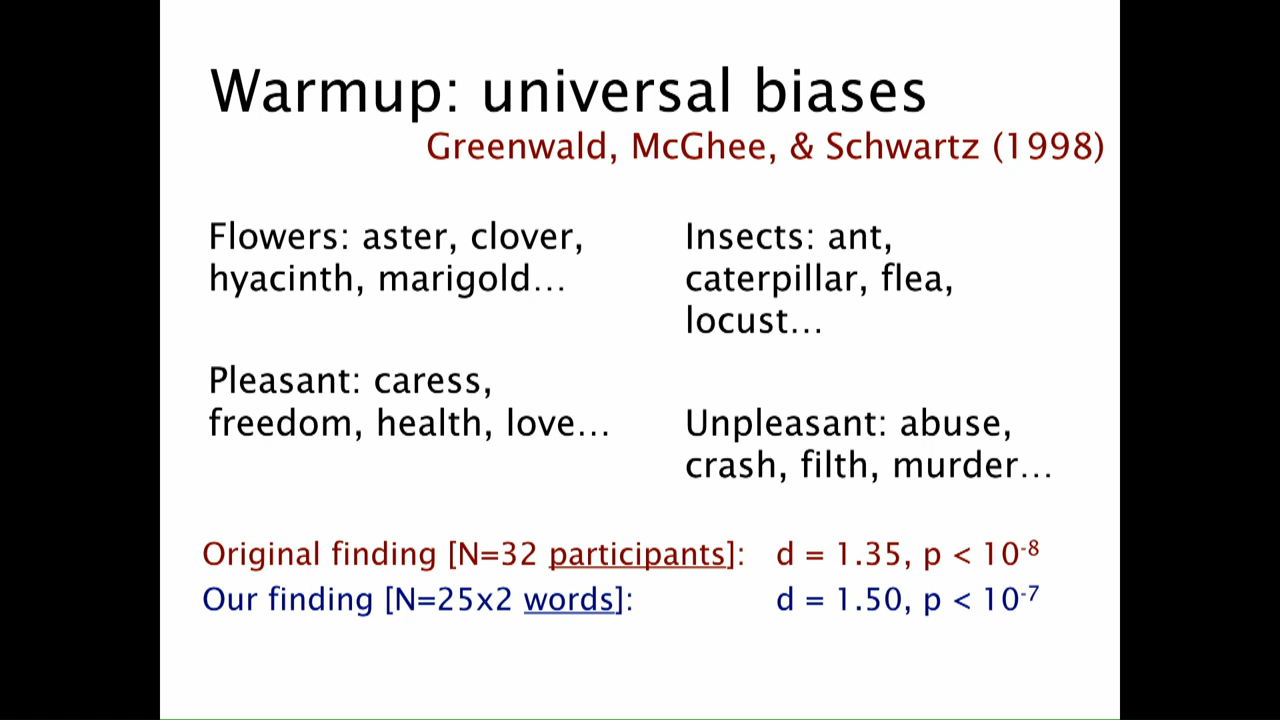 Warmup: universal biases
Greenwald, McGhee, & Schwartz (1998)
Flowers: aster, clover,
hyacinth, marigold…
Insects: ant,
caterpillar, flea,
locust…
Pleasant: caress,
freedom, health, love…
Unpleasant: abuse,
crash, filth, murder…
Original finding [N=32 participants]: d = 1.35, p < 10⁻⁸
Our finding [N=25x2 words]: d = 1.50, p < 10⁻⁷